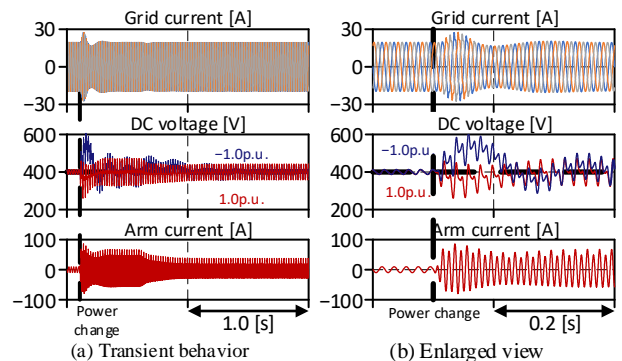 Grid current [A]
30
0
−30
DC voltage [V]
600
400
200
−1.0p.u.
1.0p.u.
Arm current [A]
100
0
−100
Power
change
1.0 [s]
(a) Transient behavior
Grid current [A]
30
0
−30
DC voltage [V]
600
400
200
−1.0p.u.
1.0p.u.
Arm current [A]
100
0
−100
Power change
0.2 [s]
(b) Enlarged view